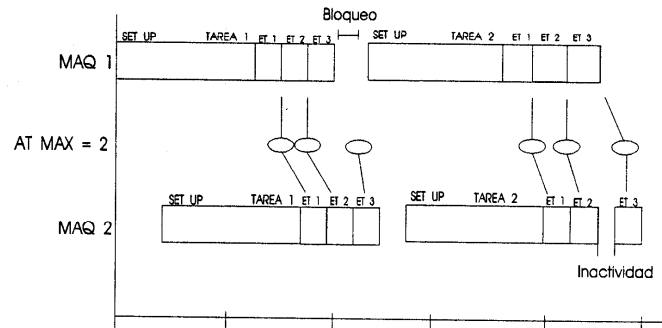 Bloqueo
SET UP TAREA 1 ET 1 ET 2 ET 3 SET UP TAREA 2 ET 1 ET 2 ET 3
MAQ 1
AT MAX = 2
SET UP TAREA 1 ET 1 ET 2 ET 3 SET UP TAREA 2 ET 1 ET 2 ET 3
MAQ 2
Inactividad